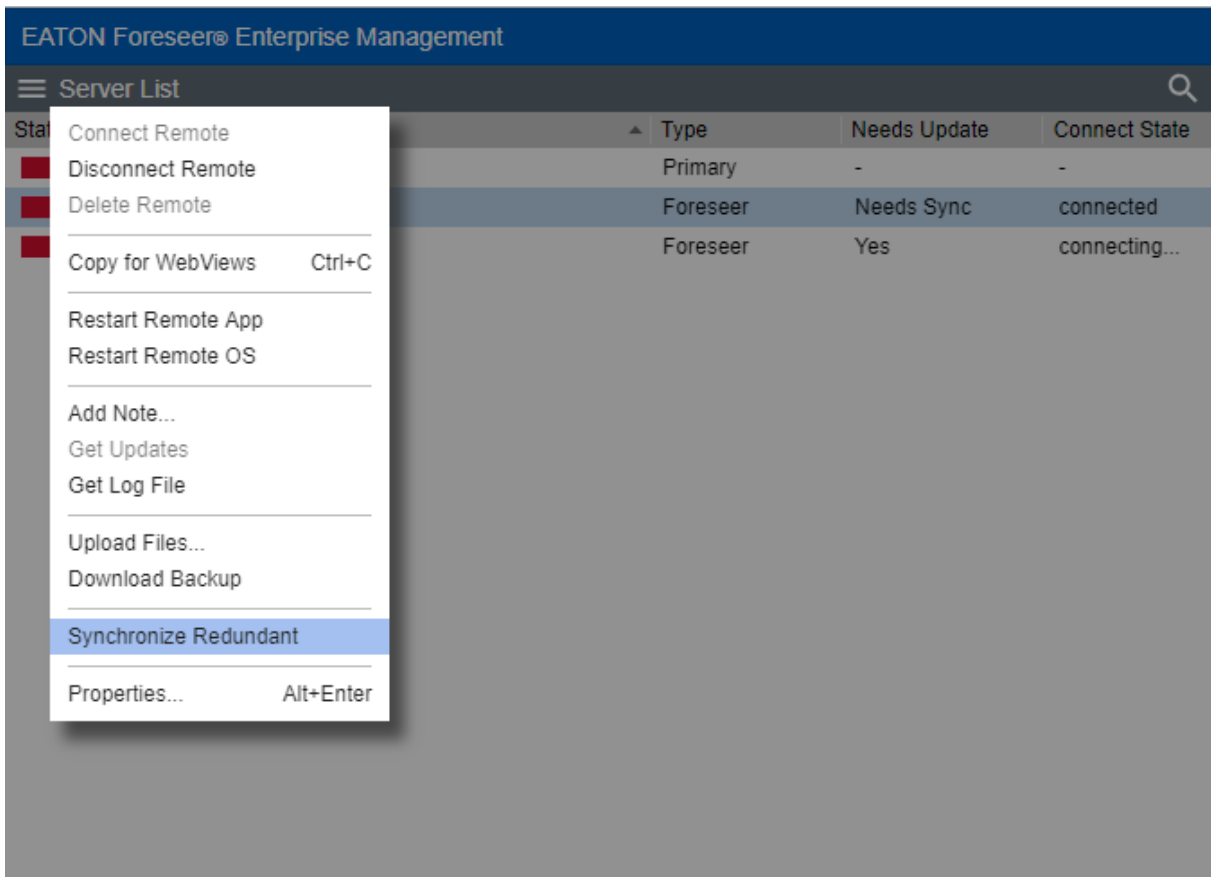 EATON Foreseer® Enterprise Management
Server List
Stat Type Needs Update Connect State
Primary - -
Foreseer Needs Sync connected
Foreseer Yes connecting...
Connect Remote
Disconnect Remote
Delete Remote
Copy for WebViews Ctrl+C
Restart Remote App
Restart Remote OS
Add Note...
Get Updates
Get Log File
Upload Files...
Download Backup
Synchronize Redundant
Properties... Alt+Enter